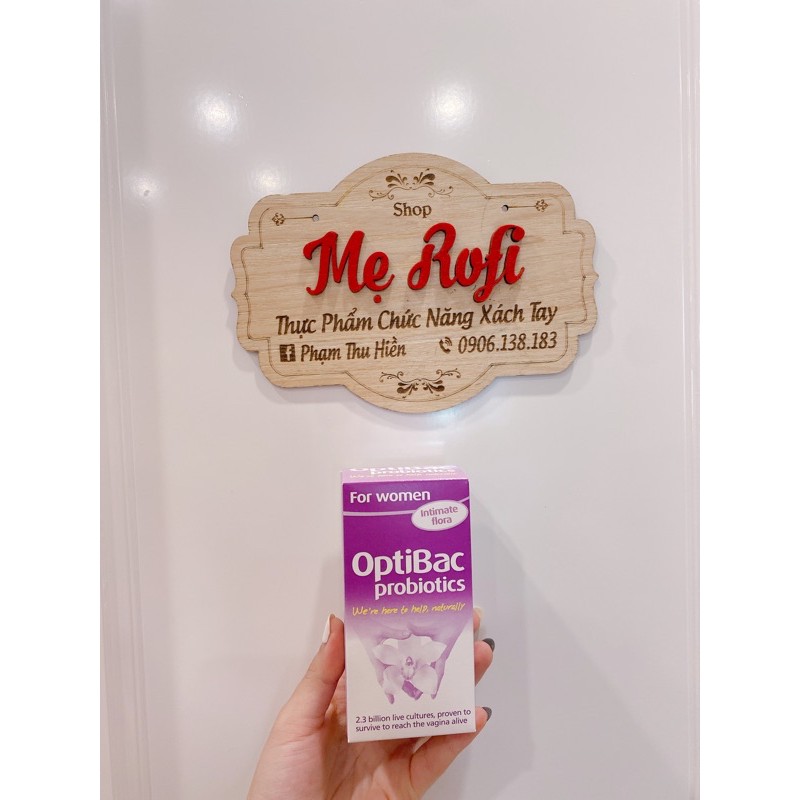 Shop
Mẹ Rofi
Thực Phẩm Chức Năng Xách Tay
f Phạm Thu Hiền 0906.138.183
OptiBac
probiotics
For women
Intimate
flora
OptiBac
probiotics
We're here to help, naturally
2.3 billion live cultures, proven to
survive to reach the vagina alive